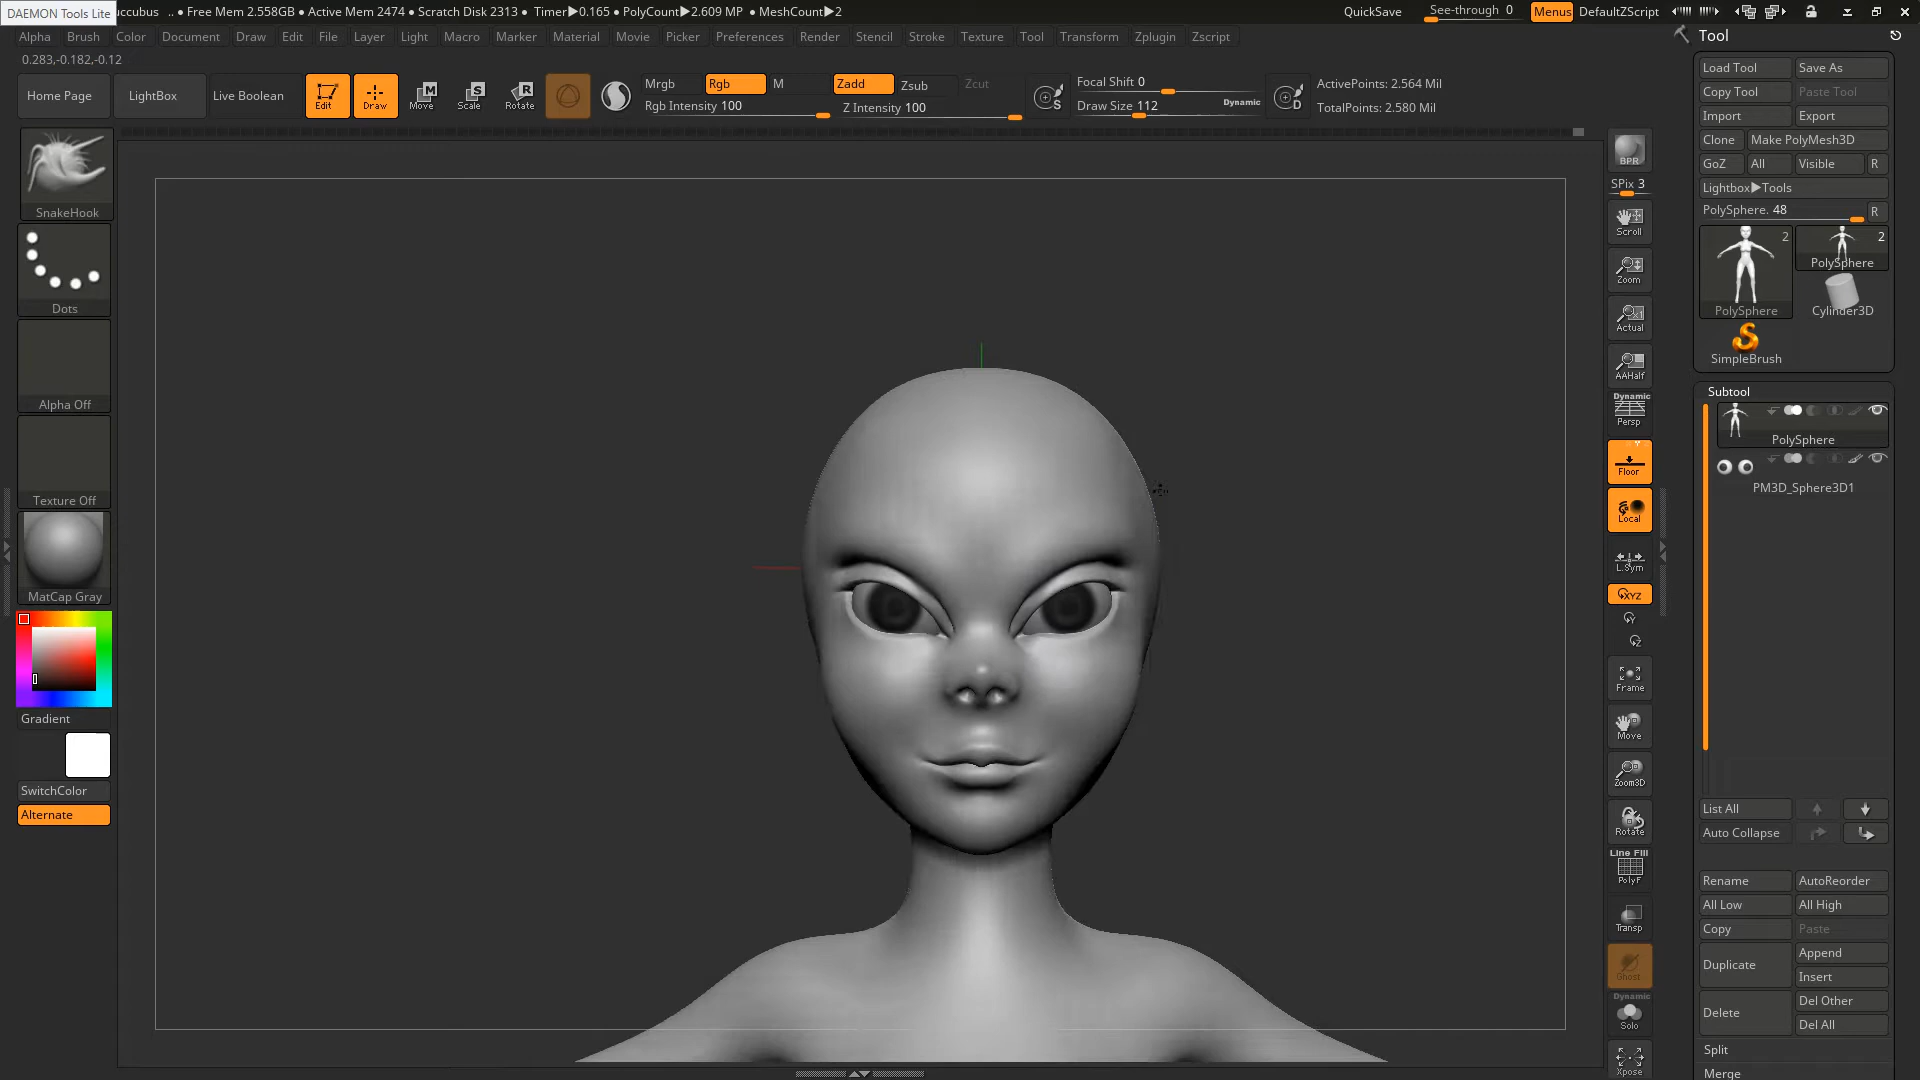 DAEMON Tools Lite
uccubus .. • Free Mem 2.558GB • Active Mem 2474 • Scratch Disk 2313 • Timer▶0.165 • PolyCount▶2.609 MP • MeshCount▶2
QuickSave See-through 0 Menus DefaultZScript
Alpha Brush Color Document Draw Edit File Layer Light Macro Marker Material Movie Picker Preferences Render Stencil Stroke Texture Tool Transform Zplugin Zscript
0.283,-0.182,-0.12
Home Page LightBox Live Boolean
Edit Draw Move Scale Rotate
Mrgb Rgb M Zadd Zsub Zcut
Rgb Intensity 100 Z Intensity 100
S Focal Shift 0
Draw Size 112 Dynamic
D ActivePoints: 2.564 Mil
TotalPoints: 2.580 Mil
SnakeHook
Dots
Alpha Off
Texture Off
MatCap Gray
Gradient
SwitchColor
Alternate
BPR
SPix 3
Scroll
Zoom
Actual
AAHalf
Dynamic
Persp
Floor
Local
L.Sym
XYZ
Y
Z
Frame
Move
Zoom3D
Rotate
Line Fill
PolyF
Transp
Ghost
Dynamic
Solo
Xpose
Tool
Load Tool Save As
Copy Tool Paste Tool
Import Export
Clone Make PolyMesh3D
GoZ All Visible R
Lightbox▶Tools
PolySphere. 48 R
2 2
PolySphere
PolySphere Cylinder3D
SimpleBrush
Subtool
PolySphere
PM3D_Sphere3D1
List All
Auto Collapse
Rename AutoReorder
All Low All High
Copy Paste
Duplicate Append
Insert
Delete Del Other
Del All
Split
Merge